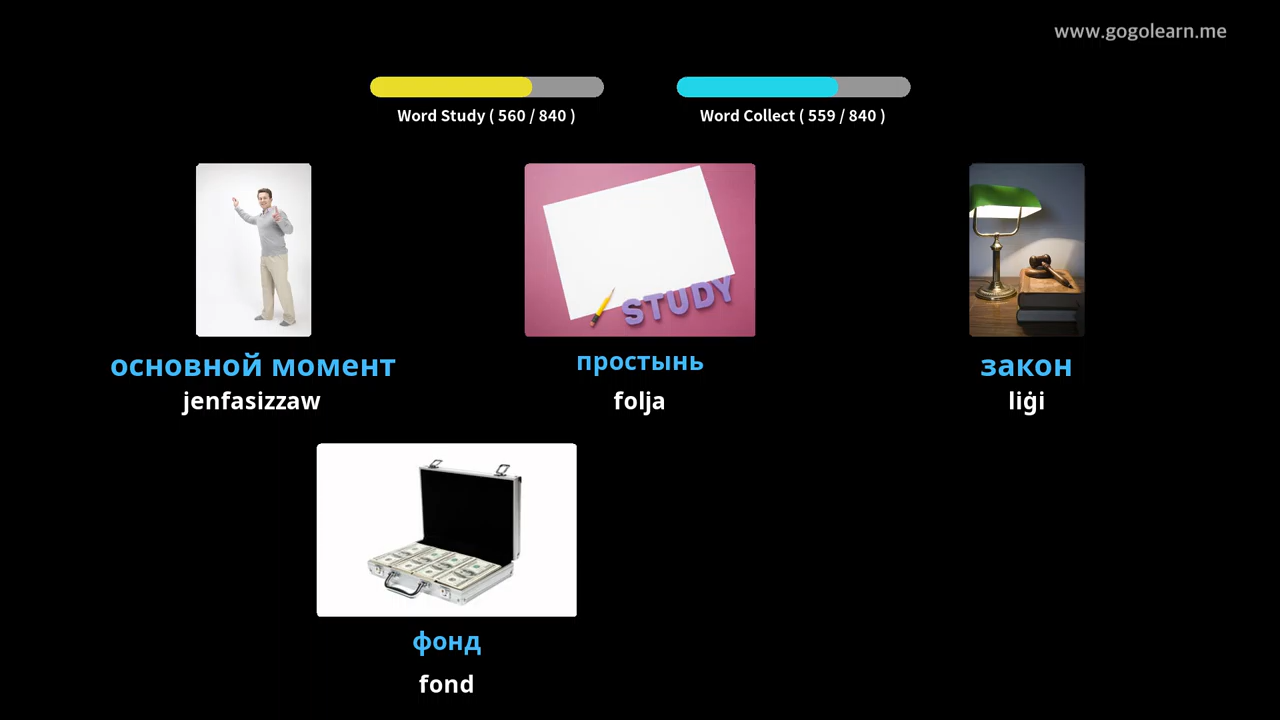 www.gogolearn.me
Word Study ( 560 / 840 )
Word Collect ( 559 / 840 )
STUDY
основной момент
простынь
закон
jenfasizzaw
folja
liġi
фонд
fond